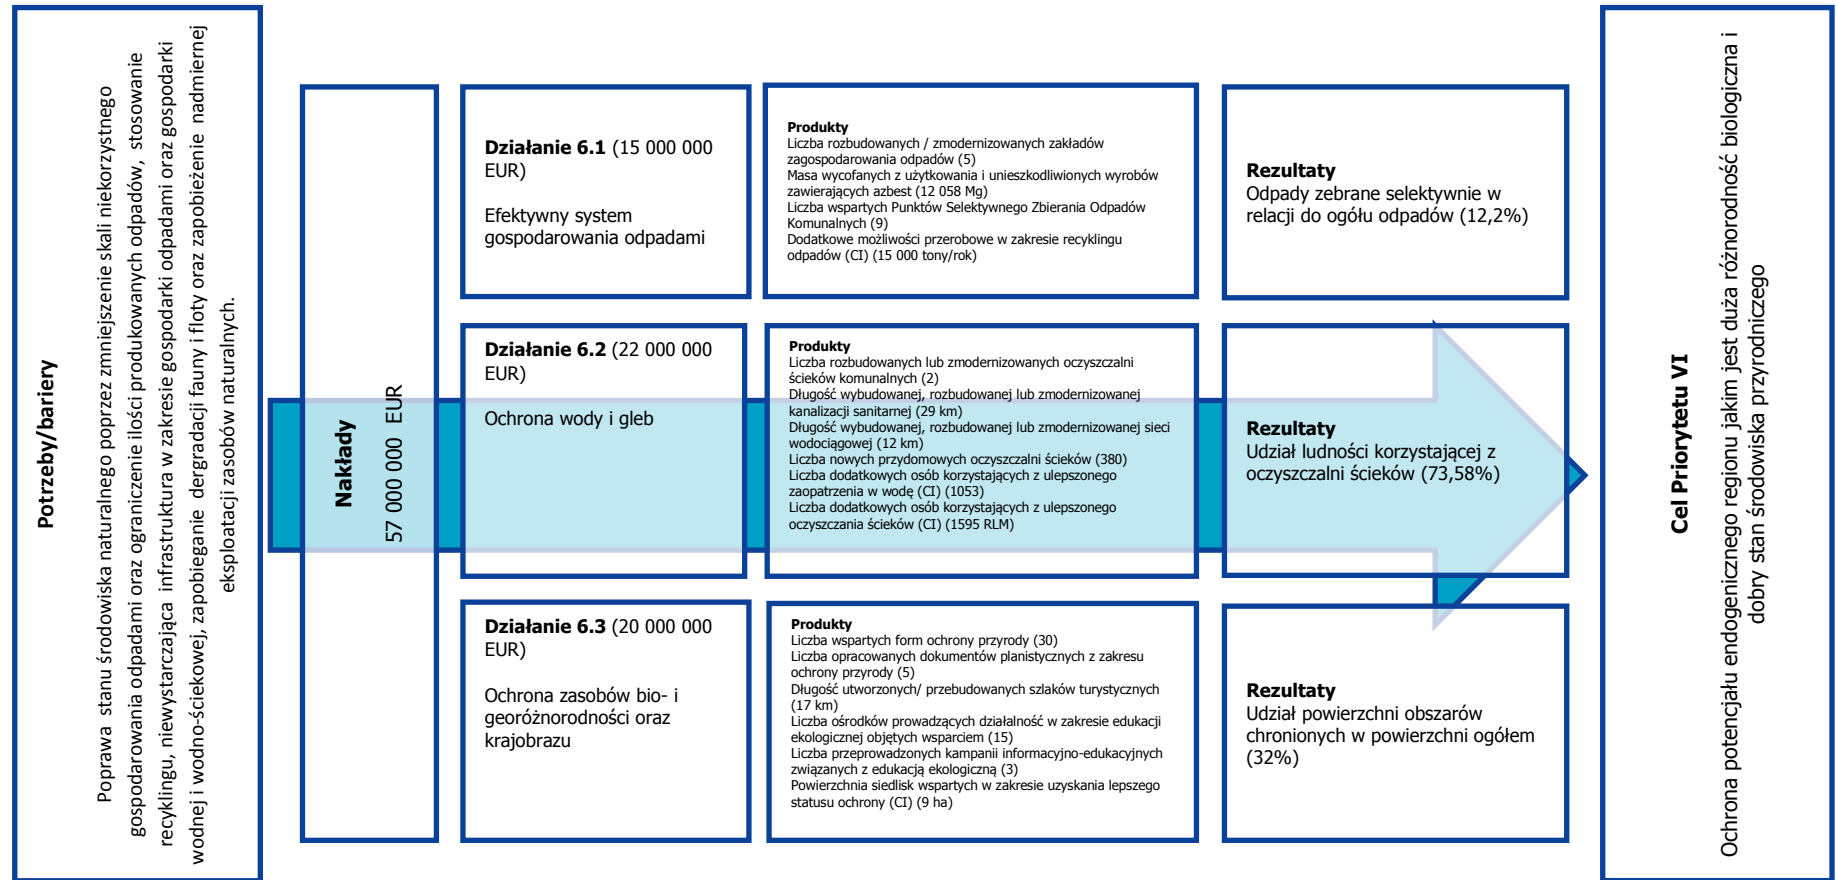 Potrzeby/bariery
Poprawa stanu środowiska naturalnego poprzez zmniejszenie skali niekorzystnego
gospodarowania odpadami oraz ograniczenie ilości produkowanych odpadów, stosowanie
recyklingu, niewystarczająca infrastruktura w zakresie gospodarki odpadami oraz gospodarki
wodnej i wodno-ściekowej, zapobieganie dergradacji fauny i floty oraz zapobieżenie nadmiernej
eksploatacji zasobów naturalnych.
Nakłady
57 000 000 EUR
Działanie 6.1 (15 000 000
EUR)
Efektywny system
gospodarowania odpadami
Produkty
Liczba rozbudowanych / zmodernizowanych zakładów
zagospodarowania odpadów (5)
Masa wycofanych z użytkowania i unieszkodliwionych wyrobów
zawierających azbest (12 058 Mg)
Liczba wspartych Punktów Selektywnego Zbierania Odpadów
Komunalnych (9)
Dodatkowe możliwości przerobowe w zakresie recyklingu
odpadów (CI) (15 000 tony/rok)
Rezultaty
Odpady zebrane selektywnie w
relacji do ogółu odpadów (12,2%)
Działanie 6.2 (22 000 000
EUR)
Ochrona wody i gleb
Produkty
Liczba rozbudowanych lub zmodernizowanych oczyszczalni
ścieków komunalnych (2)
Długość wybudowanej, rozbudowanej lub zmodernizowanej
kanalizacji sanitarnej (29 km)
Długość wybudowanej, rozbudowanej lub zmodernizowanej sieci
wodociągowej (12 km)
Liczba nowych przydomowych oczyszczalni ścieków (380)
Liczba dodatkowych osób korzystających z ulepszonego
zaopatrzenia w wodę (CI) (1053)
Liczba dodatkowych osób korzystających z ulepszonego
oczyszczania ścieków (CI) (1595 RLM)
Rezultaty
Udział ludności korzystającej z
oczyszczalni ścieków (73,58%)
Działanie 6.3 (20 000 000
EUR)
Ochrona zasobów bio- i
georóżnorodności oraz
krajobrazu
Produkty
Liczba wspartych form ochrony przyrody (30)
Liczba opracowanych dokumentów planistycznych z zakresu
ochrony przyrody (5)
Długość utworzonych/ przebudowanych szlaków turystycznych
(17 km)
Liczba ośrodków prowadzących działalność w zakresie edukacji
ekologicznej objętych wsparciem (15)
Liczba przeprowadzonych kampanii informacyjno-edukacyjnych
związanych z edukacją ekologiczną (3)
Powierzchnia siedlisk wspartych w zakresie uzyskania lepszego
statusu ochrony (CI) (9 ha)
Rezultaty
Udział powierzchni obszarów
chronionych w powierzchni ogółem
(32%)
Cel Priorytetu VI
Ochrona potencjału endogenicznego regionu jakim jest duża różnorodność biologiczna i
dobry stan środowiska przyrodniczego